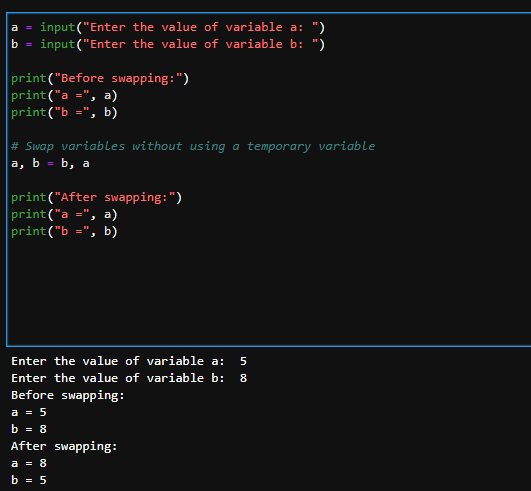 a = input("Enter the value of variable a: ")
b = input("Enter the value of variable b: ")
print("Before swapping:")
print("a =", a)
print("b =", b)
# Swap variables without using a temporary variable
a, b = b, a
print("After swapping:")
print("a =", a)
print("b =", b)
Enter the value of variable a:  5
Enter the value of variable b:  8
Before swapping:
a = 5
b = 8
After swapping:
a = 8
b = 5